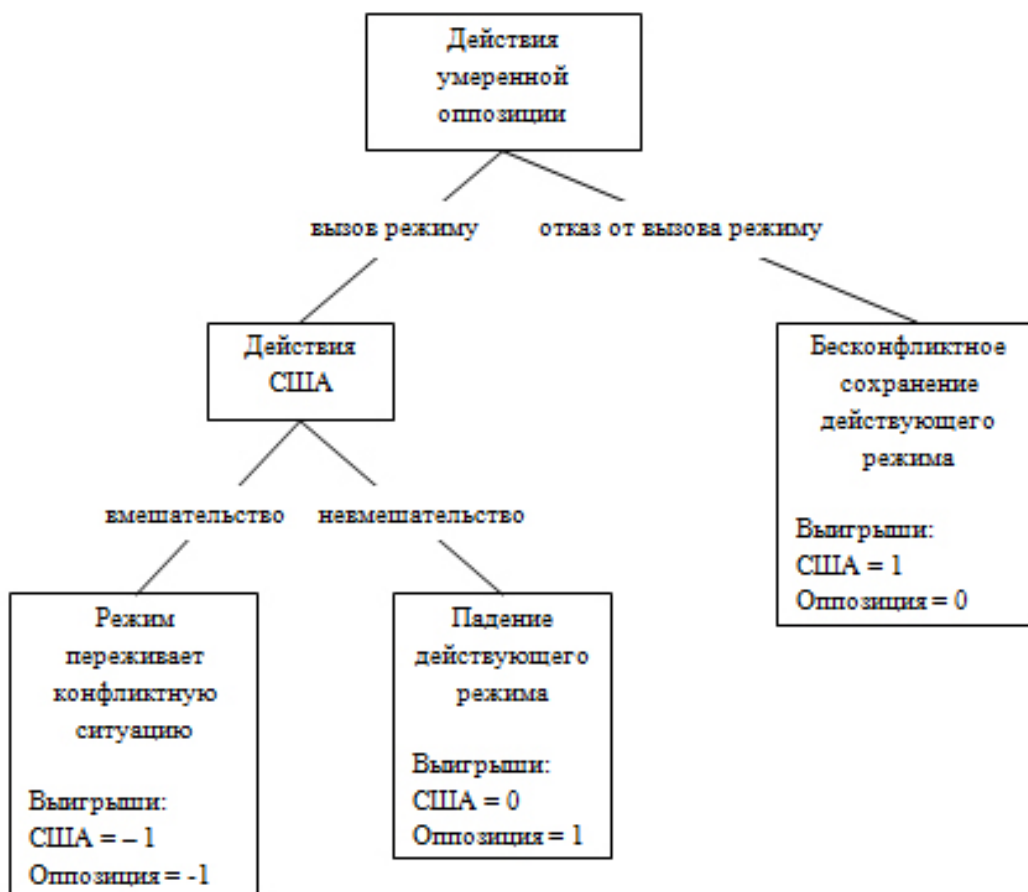 Действия
умеренной
оппозиции
вызов режиму
отказ от вызова режиму
Действия
США
Бесконфликтное
сохранение
действующего
режима
Выигрыши:
США = 1
Оппозиция = 0
вмешательство
невмешательство
Режим
переживает
конфликтную
ситуацию
Выигрыши:
США = – 1
Оппозиция = -1
Падение
действующего
режима
Выигрыши:
США = 0
Оппозиция = 1